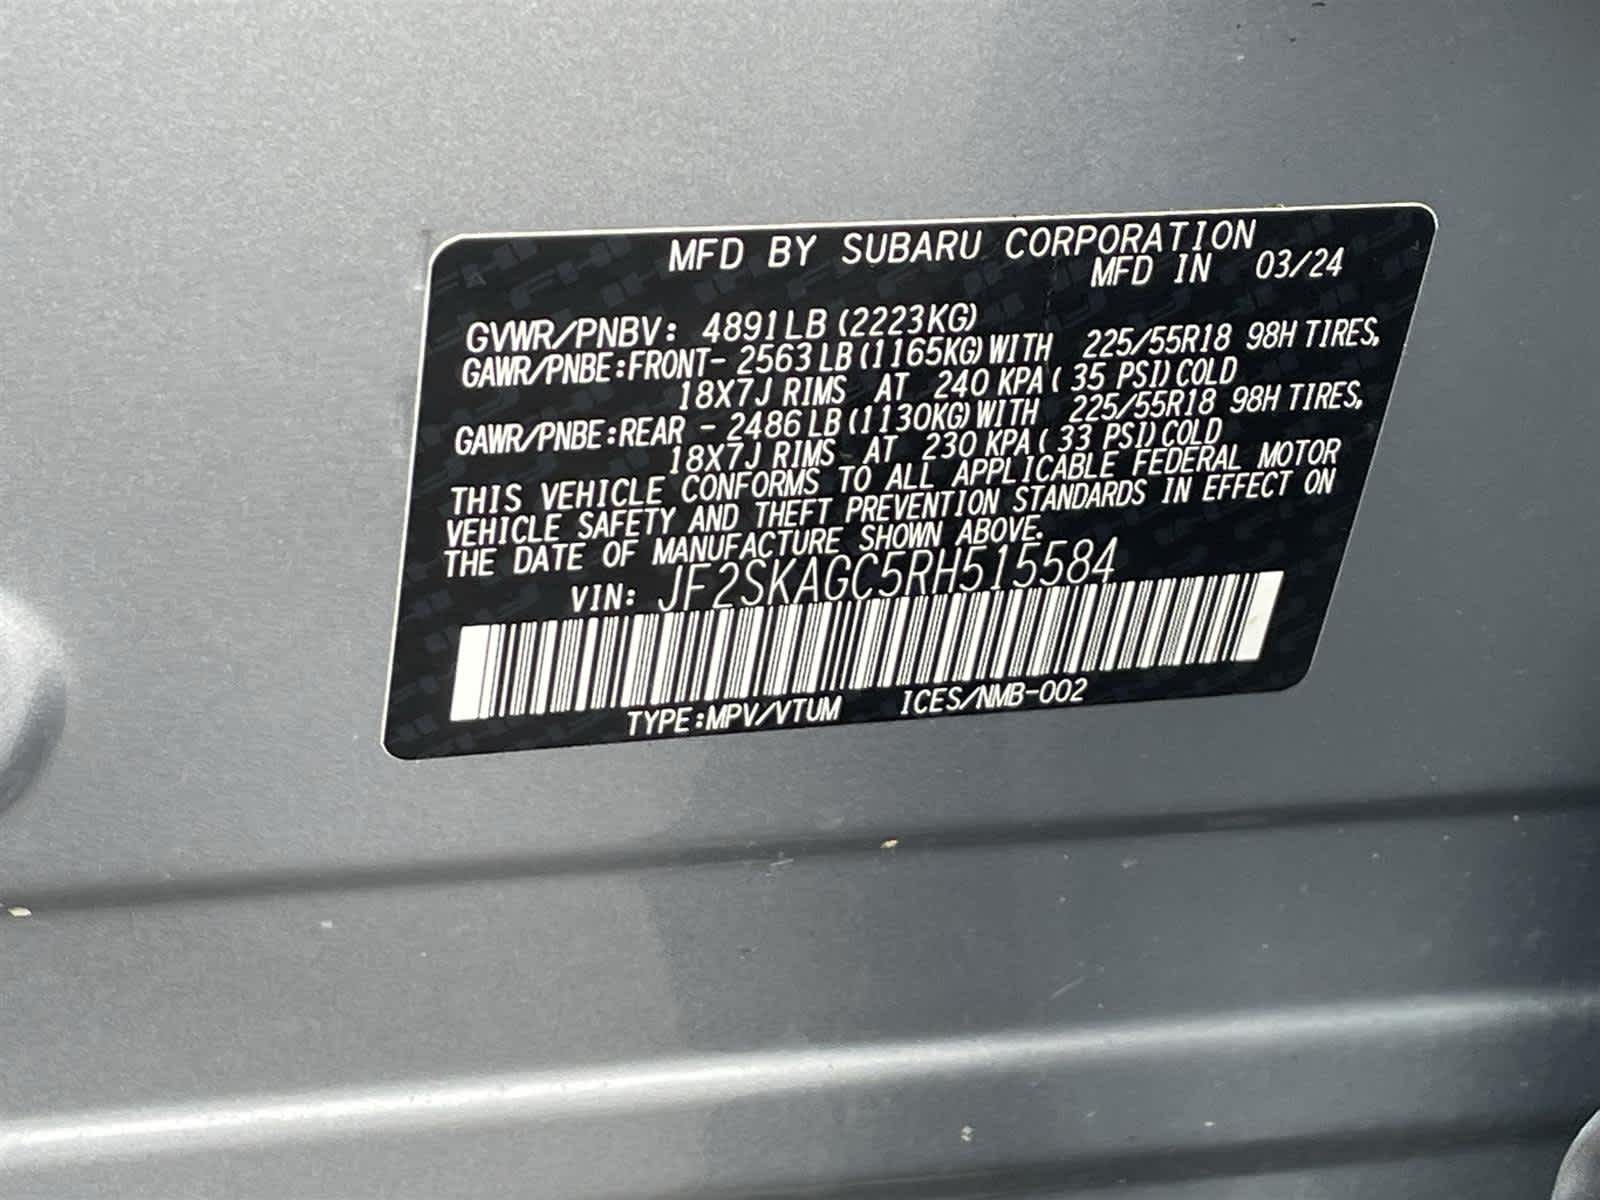 MFD BY SUBARU CORPORATION
MFD IN 03/24
GVWR/PNBV: 4891LB (2223KG)
GAWR/PNBE:FRONT- 2563LB(1165KG)WITH 225/55R18 98H TIRES,
18X7J RIMS AT 240 KPA( 35 PSI)COLD
GAWR/PNBE:REAR - 2486LB(1130KG)WITH 225/55R18 98H TIRES,
18X7J RIMS AT 230 KPA( 33 PSI)COLD
THIS VEHICLE CONFORMS TO ALL APPLICABLE FEDERAL MOTOR
VEHICLE SAFETY AND THEFT PREVENTION STANDARDS IN EFFECT ON
THE DATE OF MANUFACTURE SHOWN ABOVE.
VIN: JF2SKAGC5RH515584
TYPE:MPV/VTUM ICES/NMB-002